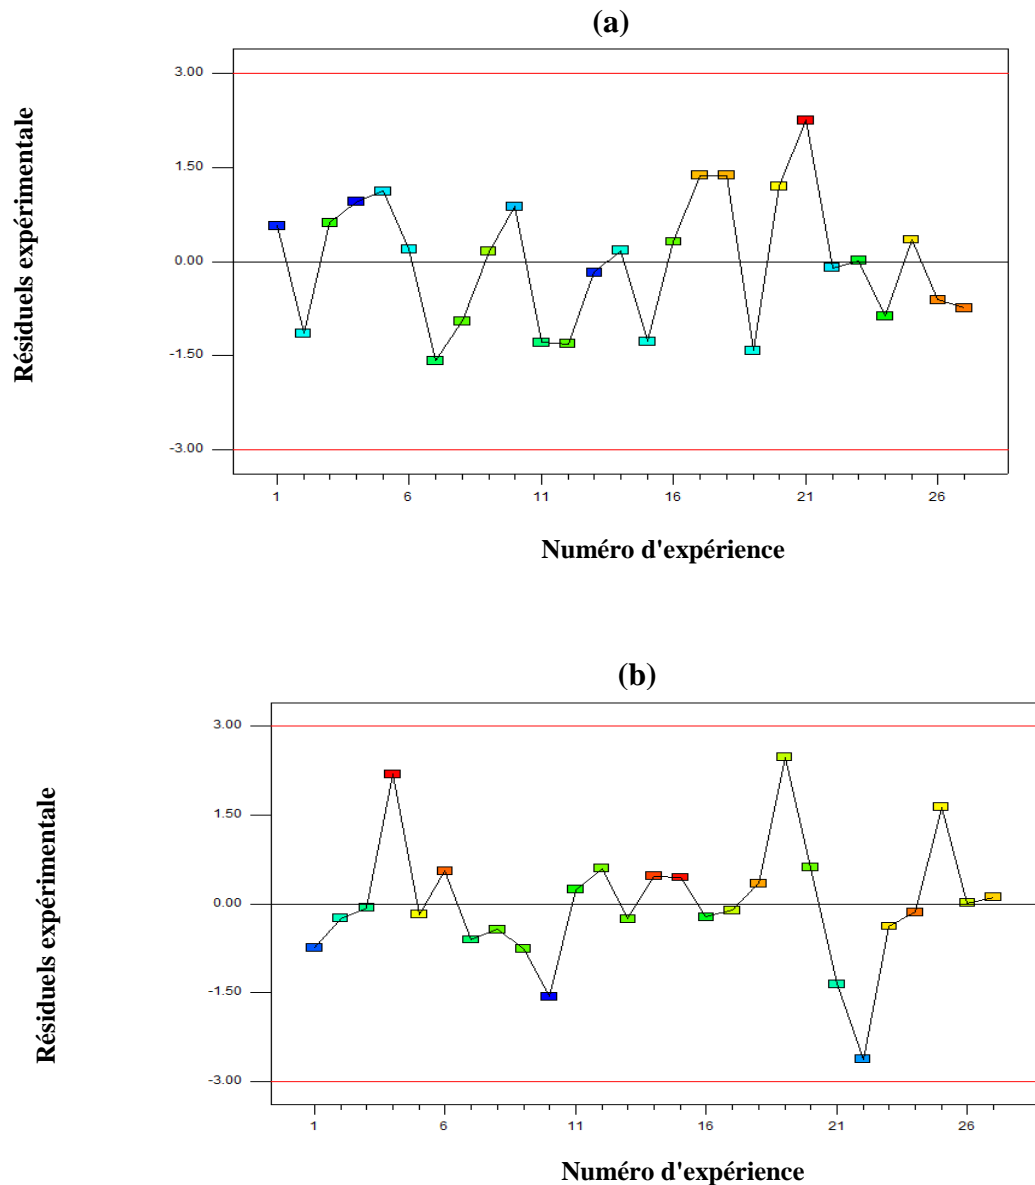 (a)
Résiduels expérimentale
3.00
1.50
0.00
-1.50
-3.00
1 6 11 16 21 26
Numéro d'expérience
(b)
Résiduels expérimentale
3.00
1.50
0.00
-1.50
-3.00
1 6 11 16 21 26
Numéro d'expérience